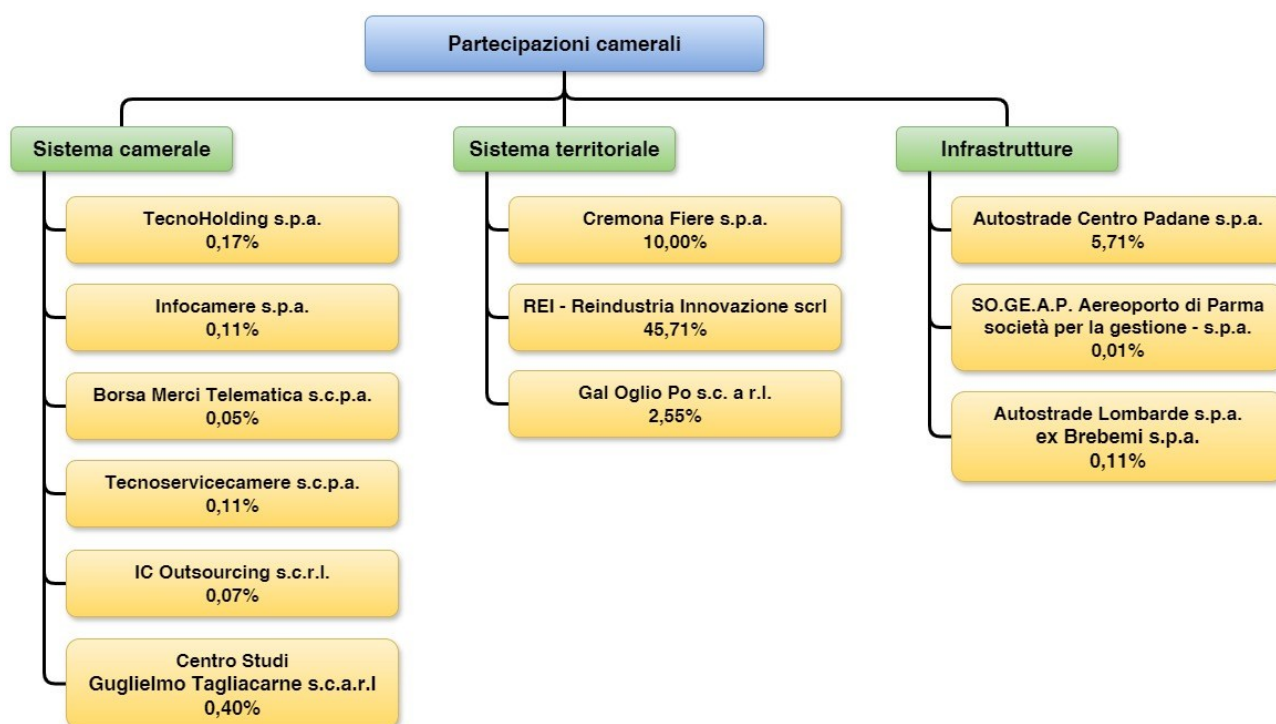 Partecipazioni camerali
Sistema camerale
TecnoHolding s.p.a.
0,17%
Infocamere s.p.a.
0,11%
Borsa Merci Telematica s.c.p.a.
0,05%
Tecnoservicecamere s.c.p.a.
0,11%
IC Outsourcing s.c.r.l.
0,07%
Centro Studi
Guglielmo Tagliacarne s.c.a.r.l
0,40%
Sistema territoriale
Cremona Fiere s.p.a.
10,00%
REI - Reindustria Innovazione scrl
45,71%
Gal Oglio Po s.c. a r.l.
2,55%
Infrastrutture
Autostrade Centro Padane s.p.a.
5,71%
SO.GE.A.P. Aereoporto di Parma
società per la gestione - s.p.a.
0,01%
Autostrade Lombarde s.p.a.
ex Brebemi s.p.a.
0,11%